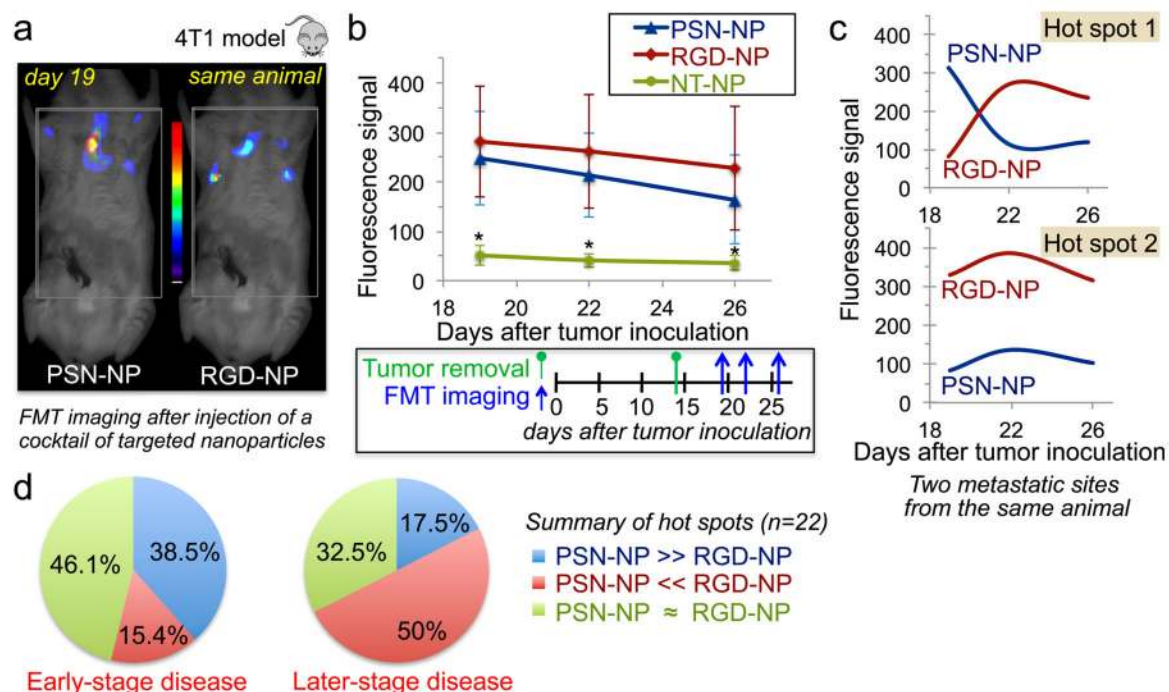 a
4T1 model
day 19
same animal
PSN-NP
RGD-NP
FMT imaging after injection of a
cocktail of targeted nanoparticles
b
PSN-NP
RGD-NP
NT-NP
Fluorescence signal
400
300
200
100
50
0
*
*
*
18
20
22
24
26
Days after tumor inoculation
Tumor removal
FMT imaging
0
5
10
15
20
25
days after tumor inoculation
c
Hot spot 1
Fluorescence signal
400
300
200
100
0
PSN-NP
RGD-NP
18
22
26
Hot spot 2
400
300
200
100
0
RGD-NP
PSN-NP
18
22
26
Days after tumor inoculation
Two metastatic sites
from the same animal
d
46.1%
38.5%
15.4%
Early-stage disease
32.5%
17.5%
50%
Later-stage disease
Summary of hot spots (n=22)
PSN-NP >> RGD-NP
PSN-NP << RGD-NP
PSN-NP ≈ RGD-NP